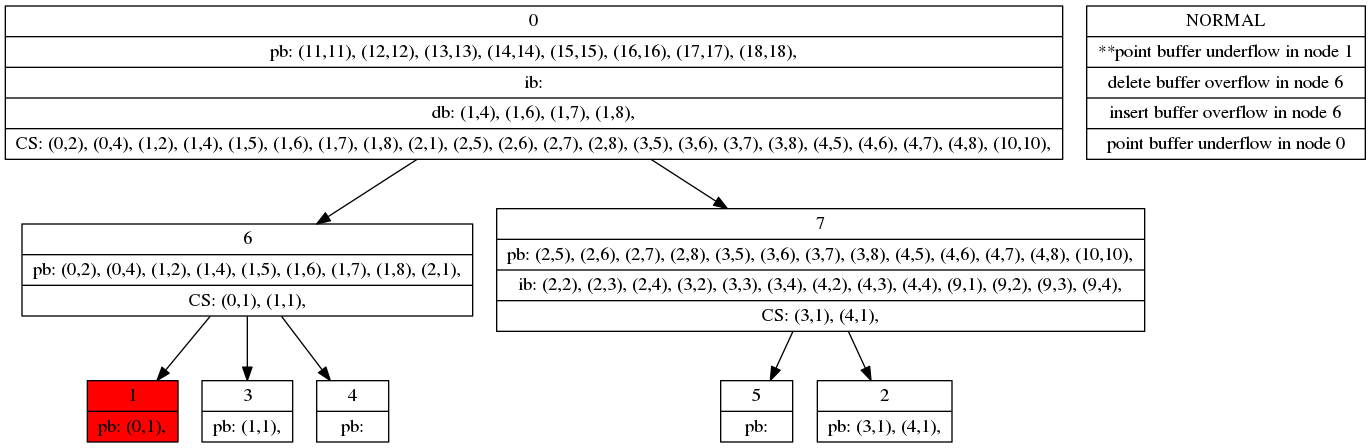 0
pb: (11,11), (12,12), (13,13), (14,14), (15,15), (16,16), (17,17), (18,18),
ib:
db: (1,4), (1,6), (1,7), (1,8),
CS: (0,2), (0,4), (1,2), (1,4), (1,5), (1,6), (1,7), (1,8), (2,1), (2,5), (2,6), (2,7), (2,8), (3,5), (3,6), (3,7), (3,8), (4,5), (4,6), (4,7), (4,8), (10,10),
NORMAL
**point buffer underflow in node 1
delete buffer overflow in node 6
insert buffer overflow in node 6
point buffer underflow in node 0
6
pb: (0,2), (0,4), (1,2), (1,4), (1,5), (1,6), (1,7), (1,8), (2,1),
CS: (0,1), (1,1),
7
pb: (2,5), (2,6), (2,7), (2,8), (3,5), (3,6), (3,7), (3,8), (4,5), (4,6), (4,7), (4,8), (10,10),
ib: (2,2), (2,3), (2,4), (3,2), (3,3), (3,4), (4,2), (4,3), (4,4), (9,1), (9,2), (9,3), (9,4),
CS: (3,1), (4,1),
1
pb: (0,1),
3
pb: (1,1),
4
pb:
5
pb:
2
pb: (3,1), (4,1),